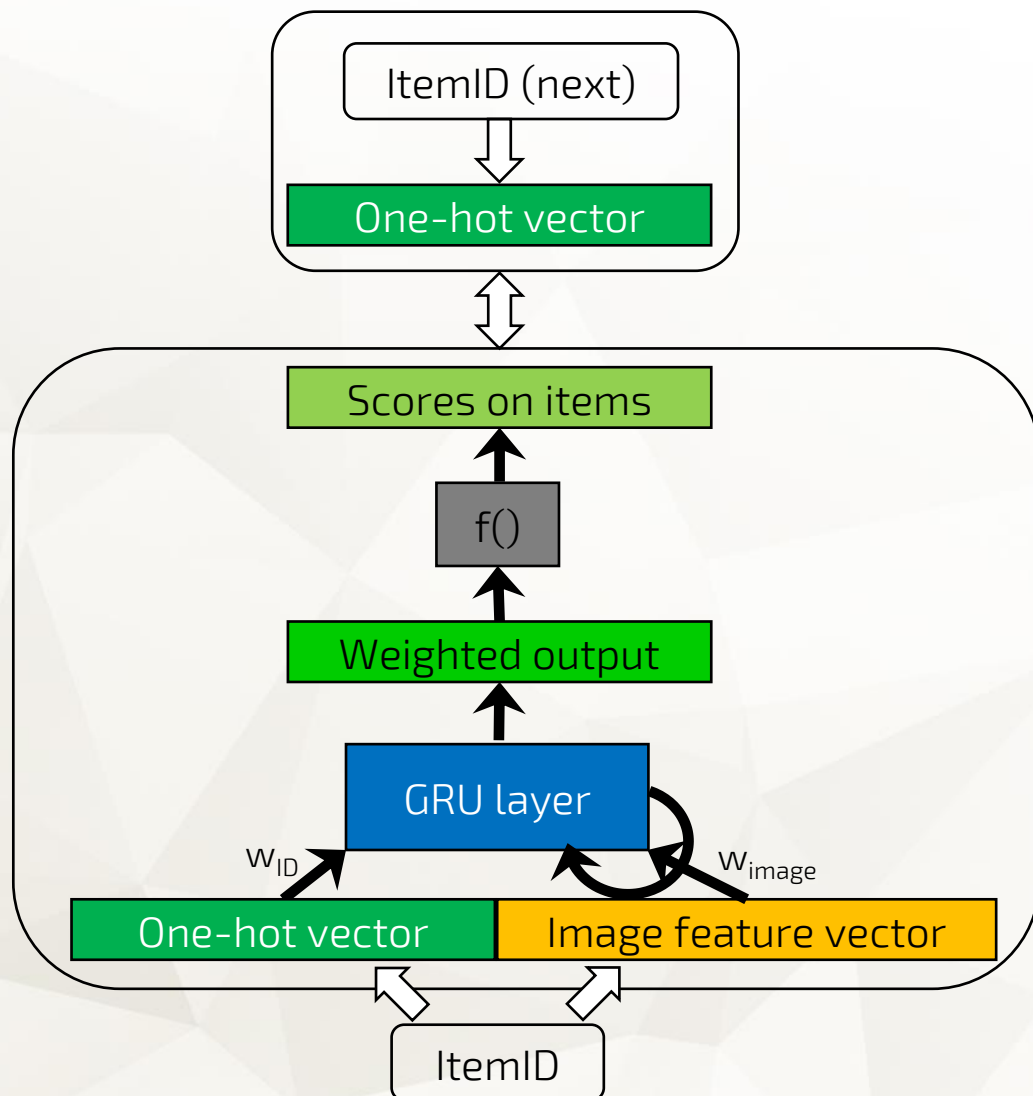 ItemID (next)
One-hot vector
Scores on items
f()
Weighted output
GRU layer
wID
wimage
One-hot vector
Image feature vector
ItemID